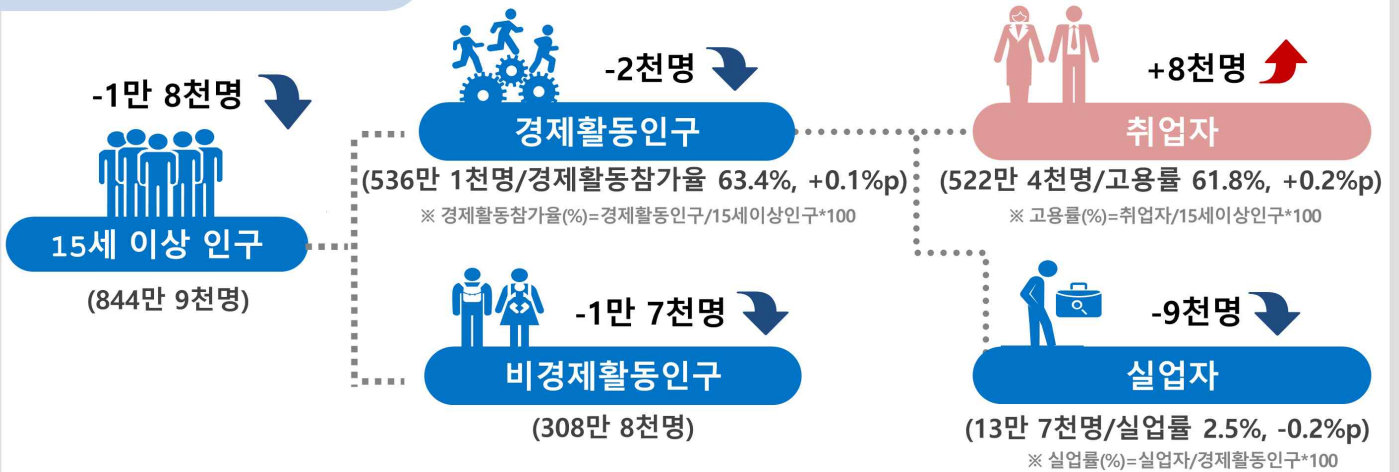 -1만 8천명
15세 이상 인구
(844만 9천명)
-2천명
경제활동인구
(536만 1천명/경제활동참가율 63.4%, +0.1%p)
※ 경제활동참가율(%)=경제활동인구/15세이상인구*100
-1만 7천명
비경제활동인구
(308만 8천명)
+8천명
취업자
(522만 4천명/고용률 61.8%, +0.2%p)
※ 고용률(%)=취업자/15세이상인구*100
-9천명
실업자
(13만 7천명/실업률 2.5%, -0.2%p)
※ 실업률(%)=실업자/경제활동인구*100